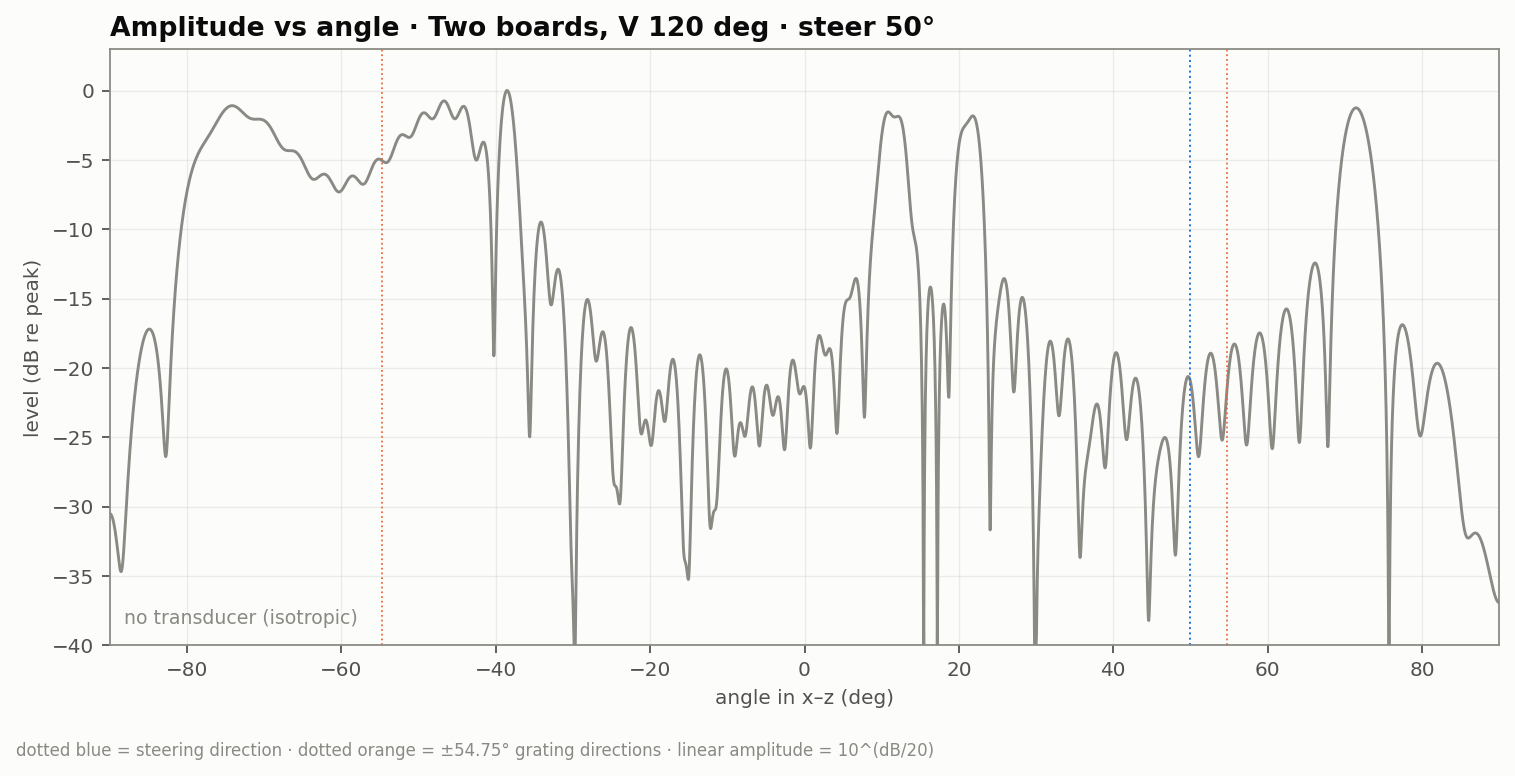 Amplitude vs angle · Two boards, V 120 deg · steer 50°
level (dB re peak)
0
−5
−10
−15
−20
−25
−30
−35
−40
no transducer (isotropic)
−80 −60 −40 −20 0 20 40 60 80
angle in x–z (deg)
dotted blue = steering direction · dotted orange = ±54.75° grating directions · linear amplitude = 10^(dB/20)